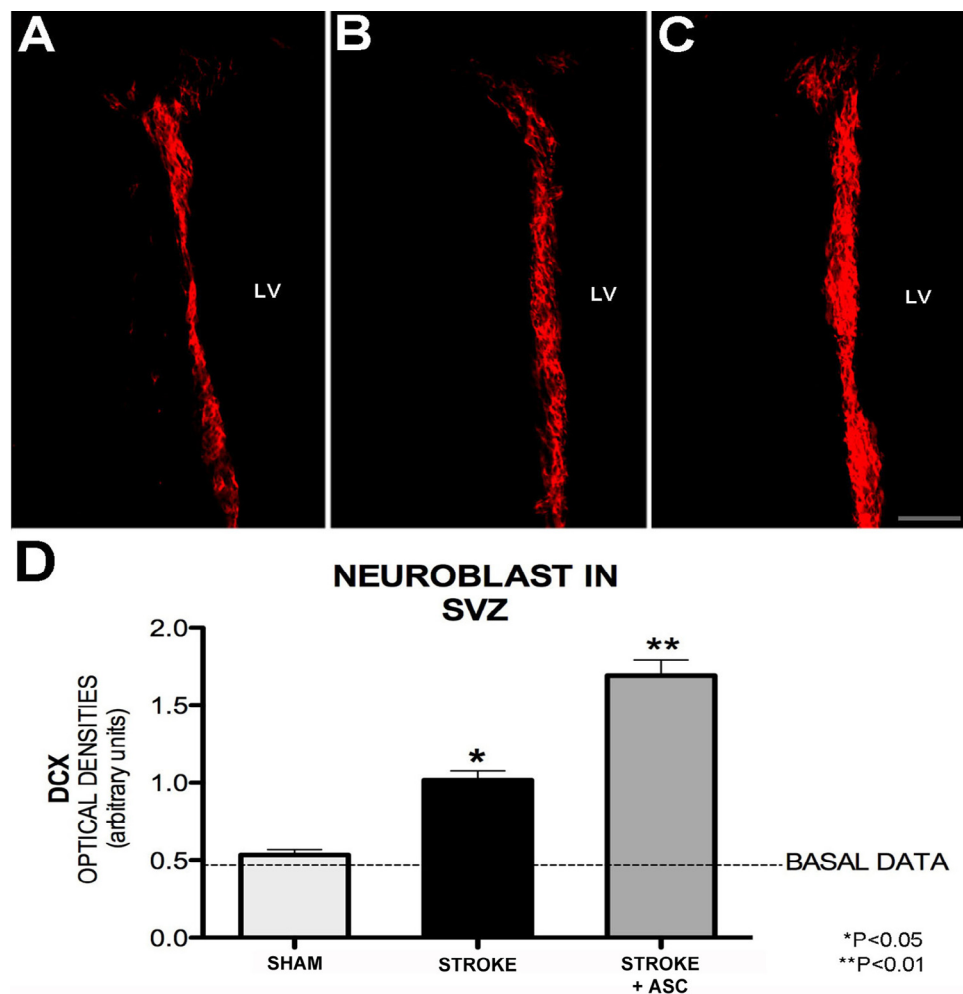 A
B
C
LV
LV
LV
D
NEUROBLAST IN
SVZ
DCX
OPTICAL DENSITIES
(arbitrary units)
2.0
1.5
1.0
0.5
0.0
*
**
BASAL DATA
SHAM
STROKE
STROKE
+ ASC
*P<0.05
**P<0.01